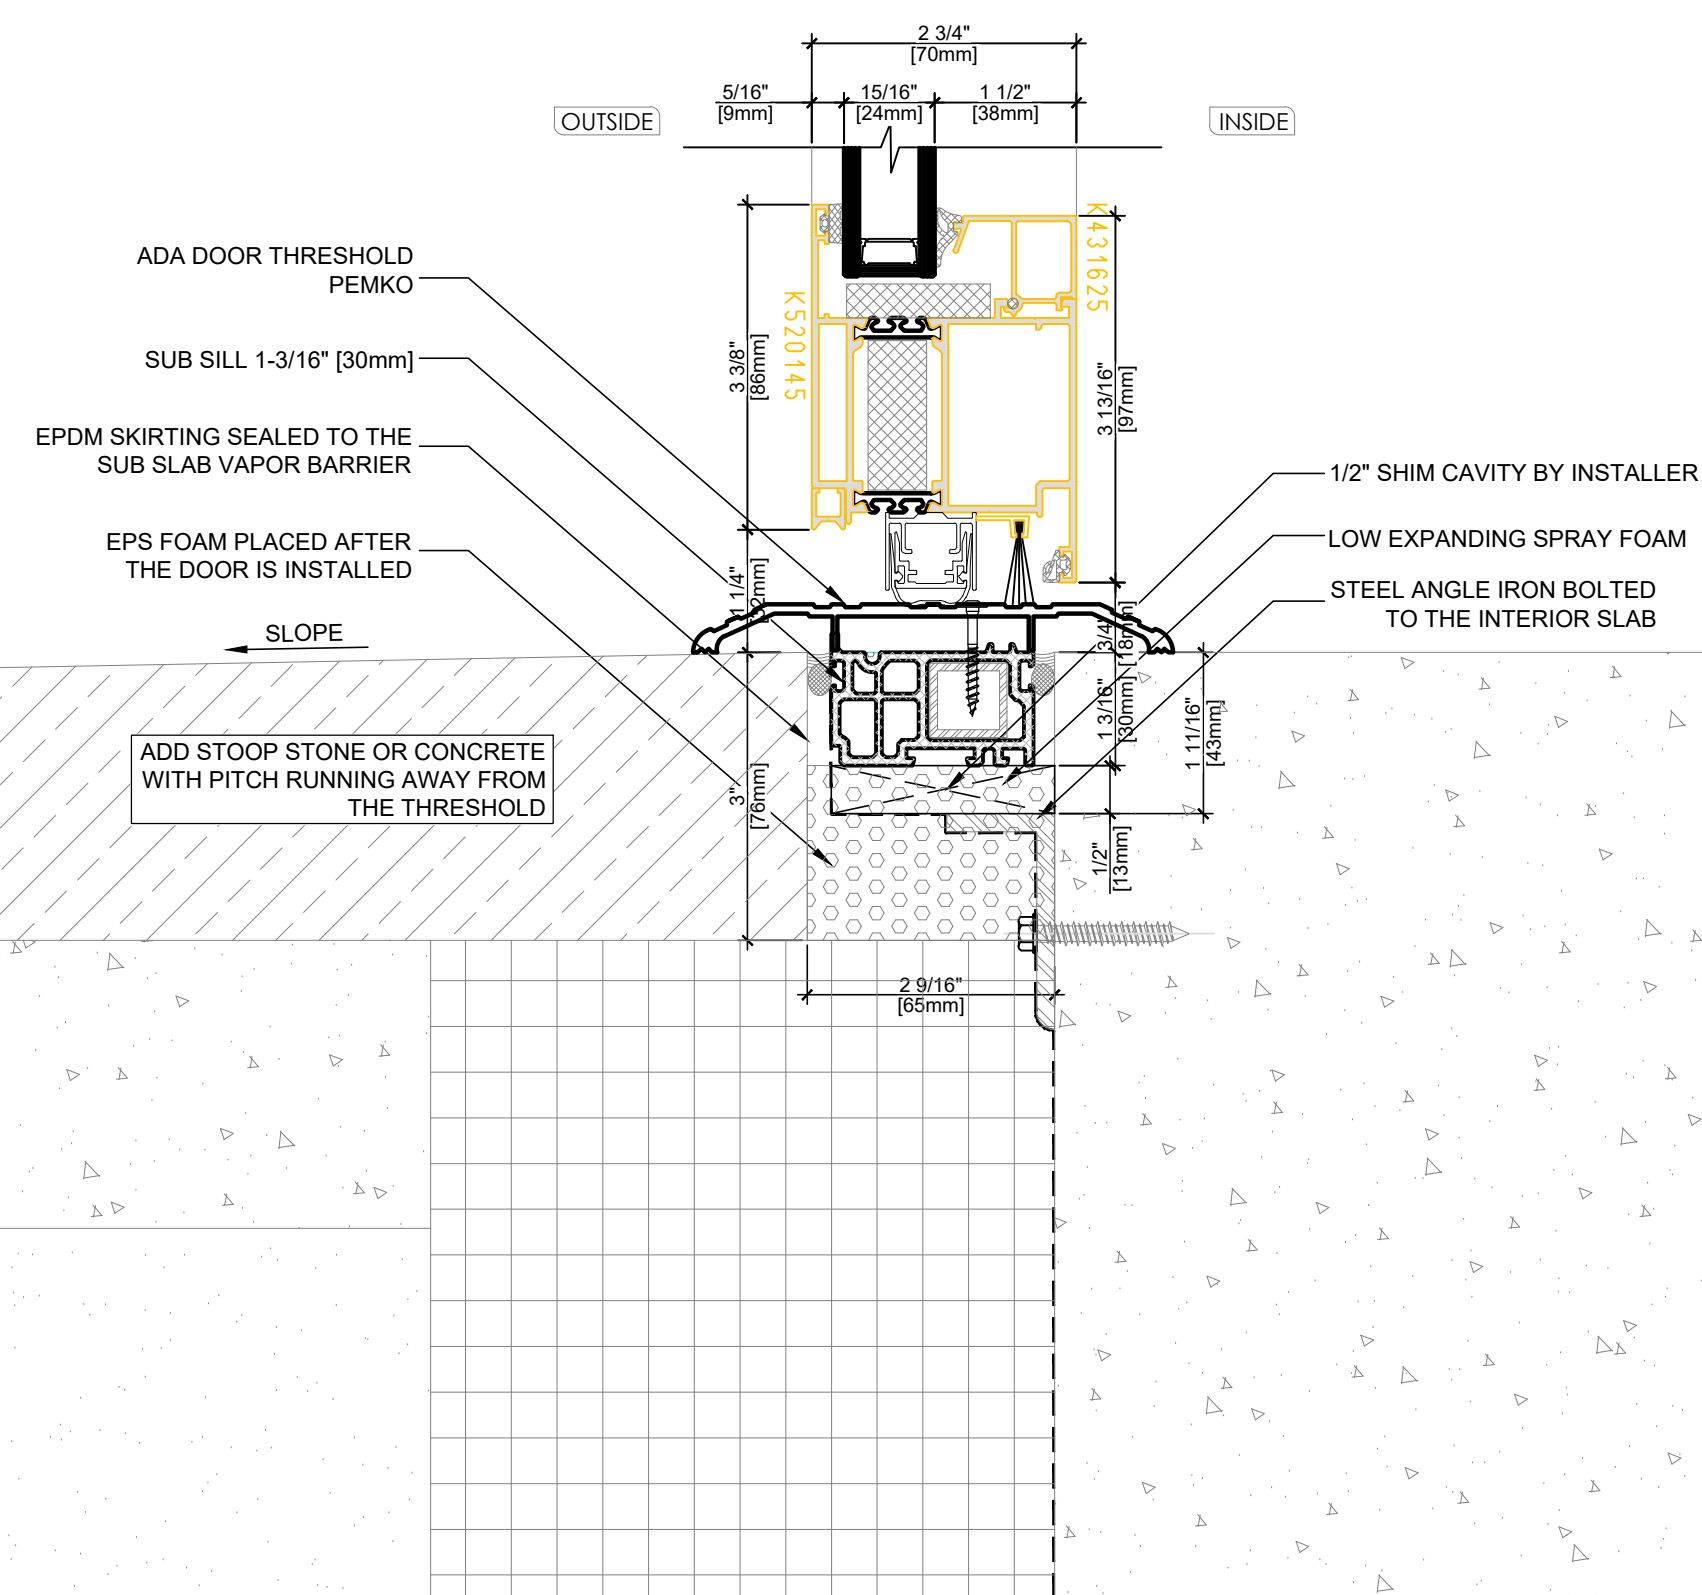 2 3/4"
[70mm]
5/16"
[9mm]
15/16"
[24mm]
1 1/2"
[38mm]
OUTSIDE
INSIDE
K431625
K520145
3 3/8"
[86mm]
3 13/16"
[97mm]
ADA DOOR THRESHOLD
PEMKO
SUB SILL 1-3/16" [30mm]
EPDM SKIRTING SEALED TO THE
SUB SLAB VAPOR BARRIER
EPS FOAM PLACED AFTER
THE DOOR IS INSTALLED
1/2" SHIM CAVITY BY INSTALLER
LOW EXPANDING SPRAY FOAM
STEEL ANGLE IRON BOLTED
TO THE INTERIOR SLAB
1 1/4"
[32mm]
3/4"
[18mm]
SLOPE
1 3/16"
[30mm]
1 11/16"
[43mm]
ADD STOOP STONE OR CONCRETE
WITH PITCH RUNNING AWAY FROM
THE THRESHOLD
3"
[76mm]
1/2"
[13mm]
2 9/16"
[65mm]